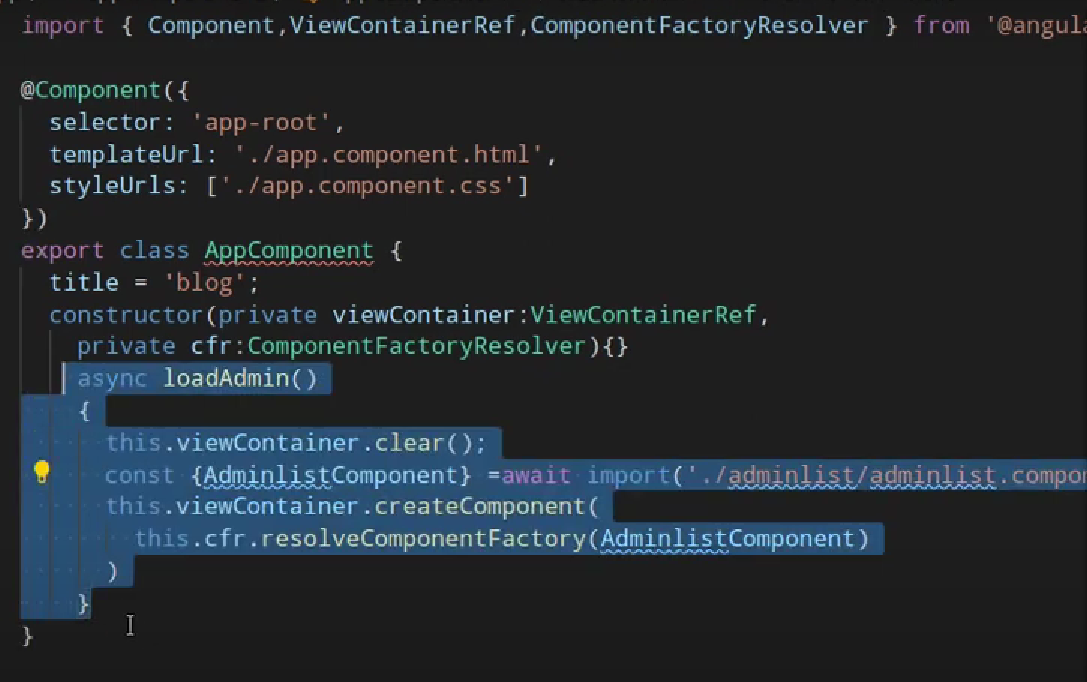 import { Component,ViewContainerRef,ComponentFactoryResolver } from '@angula
@Component({
  selector: 'app-root',
  templateUrl: './app.component.html',
  styleUrls: ['./app.component.css']
})
export class AppComponent {
  title = 'blog';
  constructor(private viewContainer:ViewContainerRef,
    private cfr:ComponentFactoryResolver){}
    async loadAdmin()
    {
      this.viewContainer.clear();
      const {AdminlistComponent} =await import('./adminlist/adminlist.compon
      this.viewContainer.createComponent(
        this.cfr.resolveComponentFactory(AdminlistComponent)
      )
    }
}